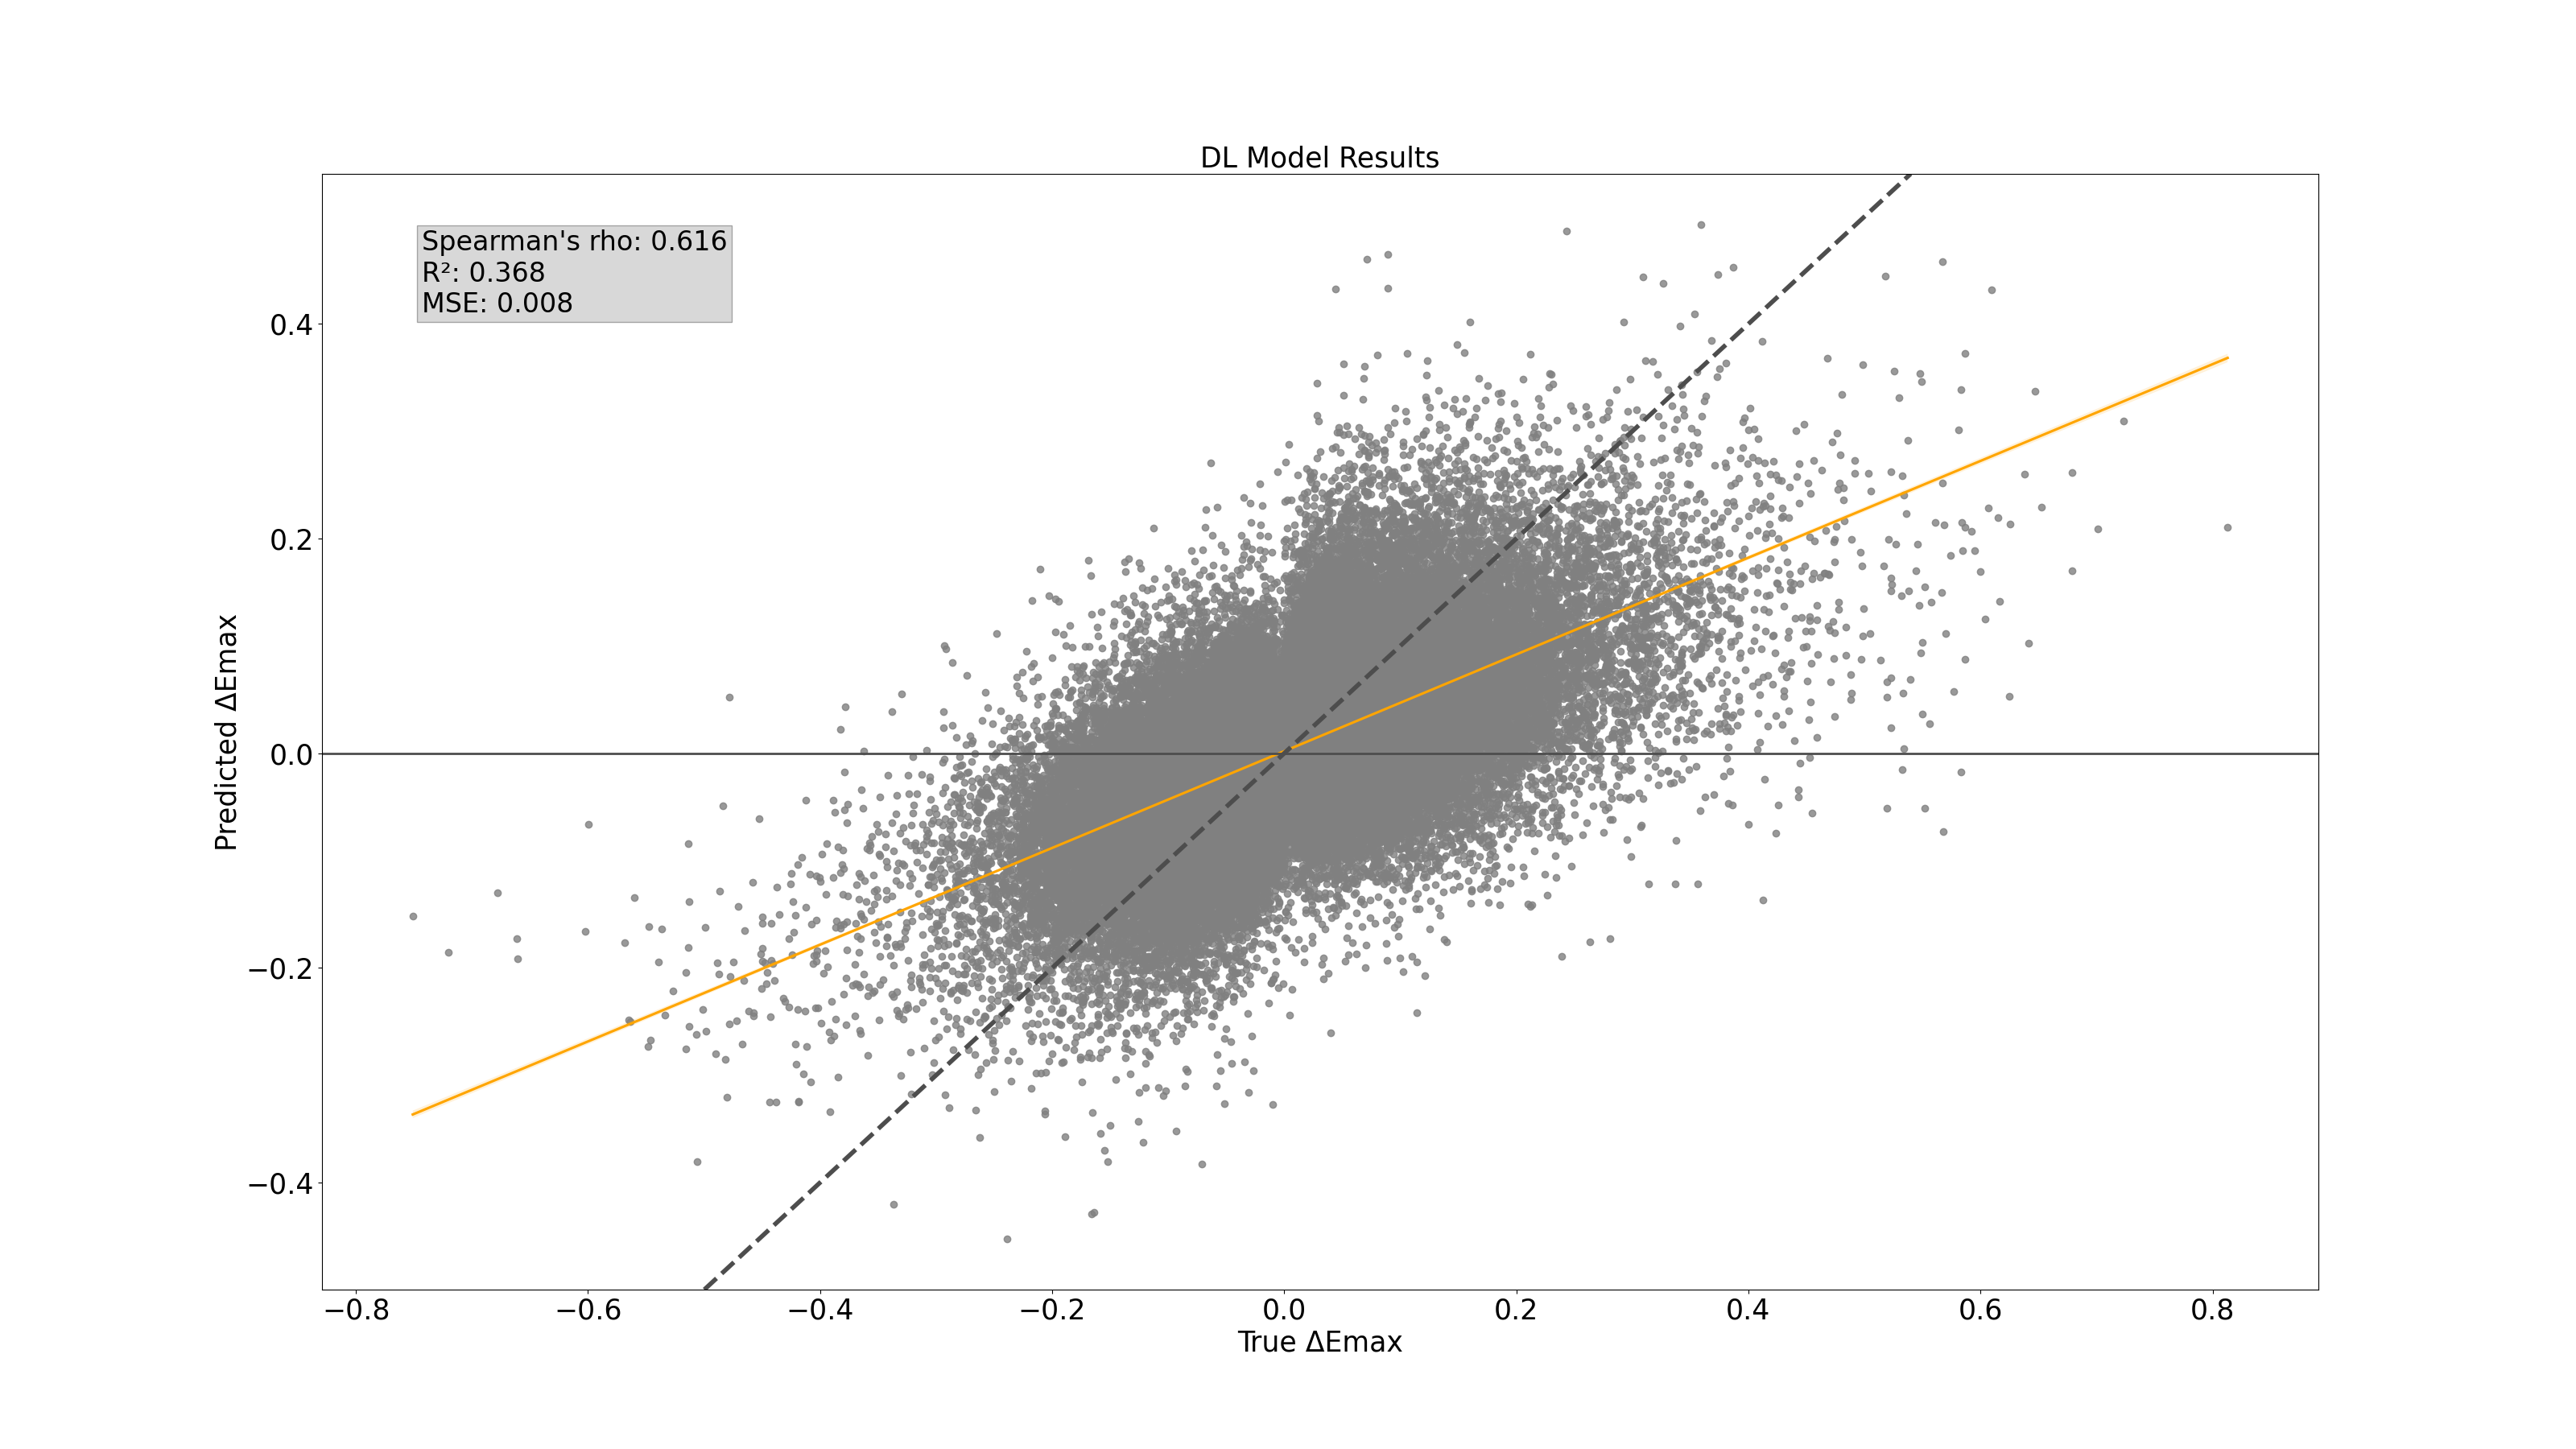 DL Model Results
Spearman's rho: 0.616
R²: 0.368
MSE: 0.008
0.4
0.2
0.0
−0.2
−0.4
Predicted ΔEmax
−0.8 −0.6 −0.4 −0.2 0.0 0.2 0.4 0.6 0.8
True ΔEmax